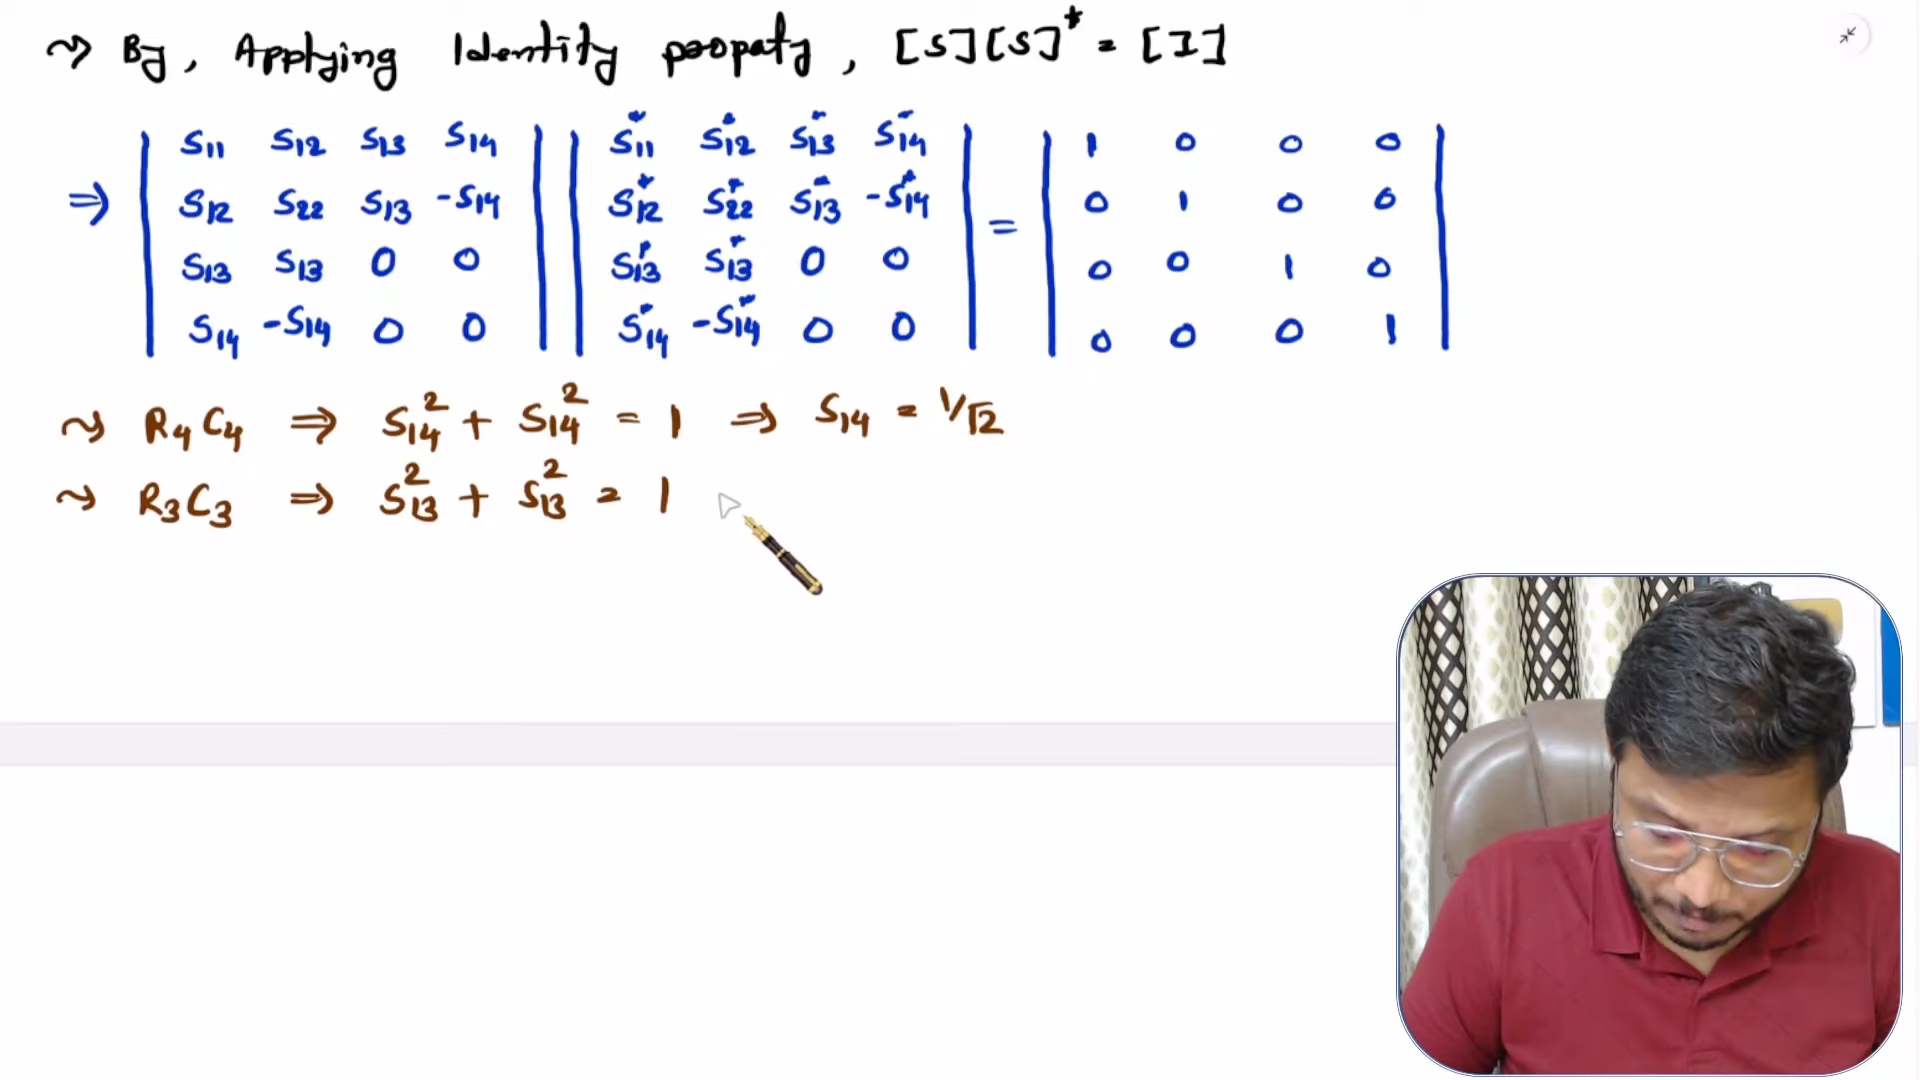 ~> By, Applying Identity propaty, [S][S]* = [I]
=> | S11 S12 S13 S14 | | S11* S12* S13* S14* | = | 1 0 0 0 |
| S12 S22 S13 -S14 | | S12* S22* S13* -S14* | | 0 1 0 0 |
| S13 S13 0 0 | | S13* S13* 0 0 | | 0 0 1 0 |
| S14 -S14 0 0 | | S14* -S14* 0 0 | | 0 0 0 1 |
~> R4C4 => S14² + S14² = 1 => S14 = 1/√2
~> R3C3 => S13² + S13² = 1